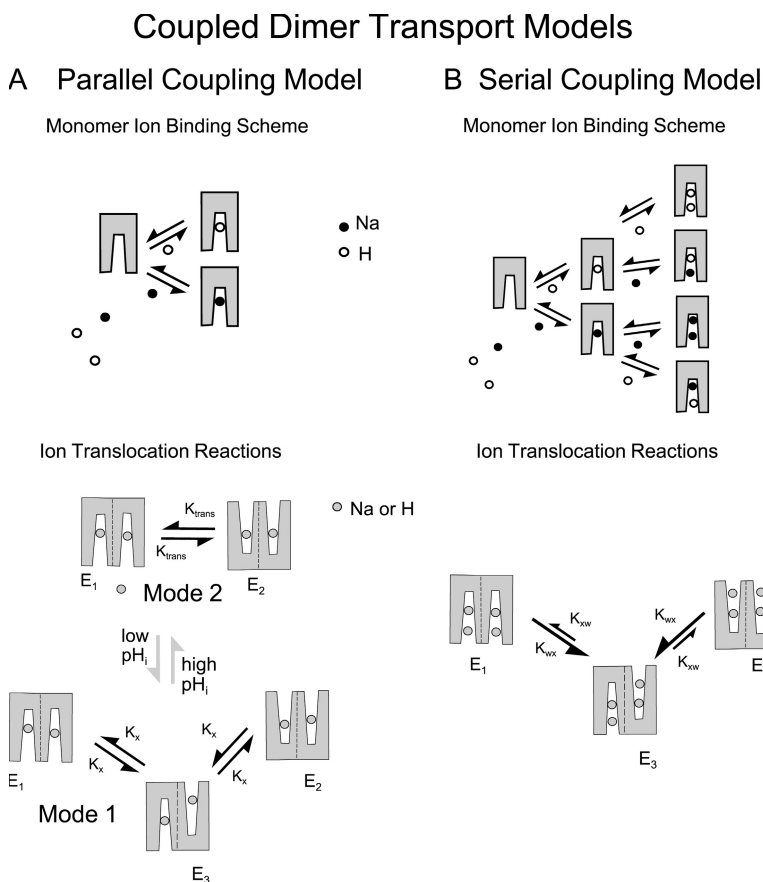 Coupled Dimer Transport Models
A Parallel Coupling Model
B Serial Coupling Model
Monomer Ion Binding Scheme
Monomer Ion Binding Scheme
Na
H
Ion Translocation Reactions
Ion Translocation Reactions
Ktrans
Ktrans
Na or H
E1
Mode 2
E2
low
pHi
high
pHi
Kxw
Kwx
Kwx
Kxw
E1
E
E3
Kx
Kx
Kx
Kx
E1
E2
Mode 1
E3